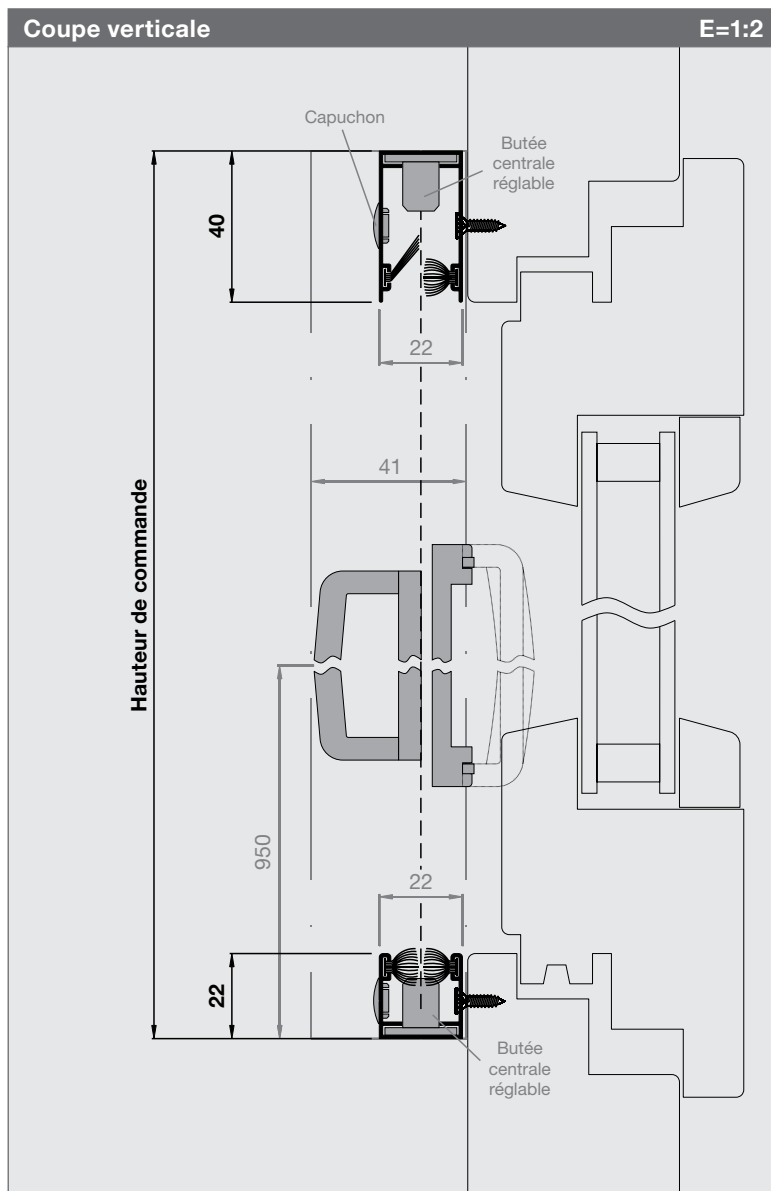 Coupe verticale E=1:2
Capuchon
Butée
centrale
réglable
40
22
41
Hauteur de commande
950
22
22
Butée
centrale
réglable